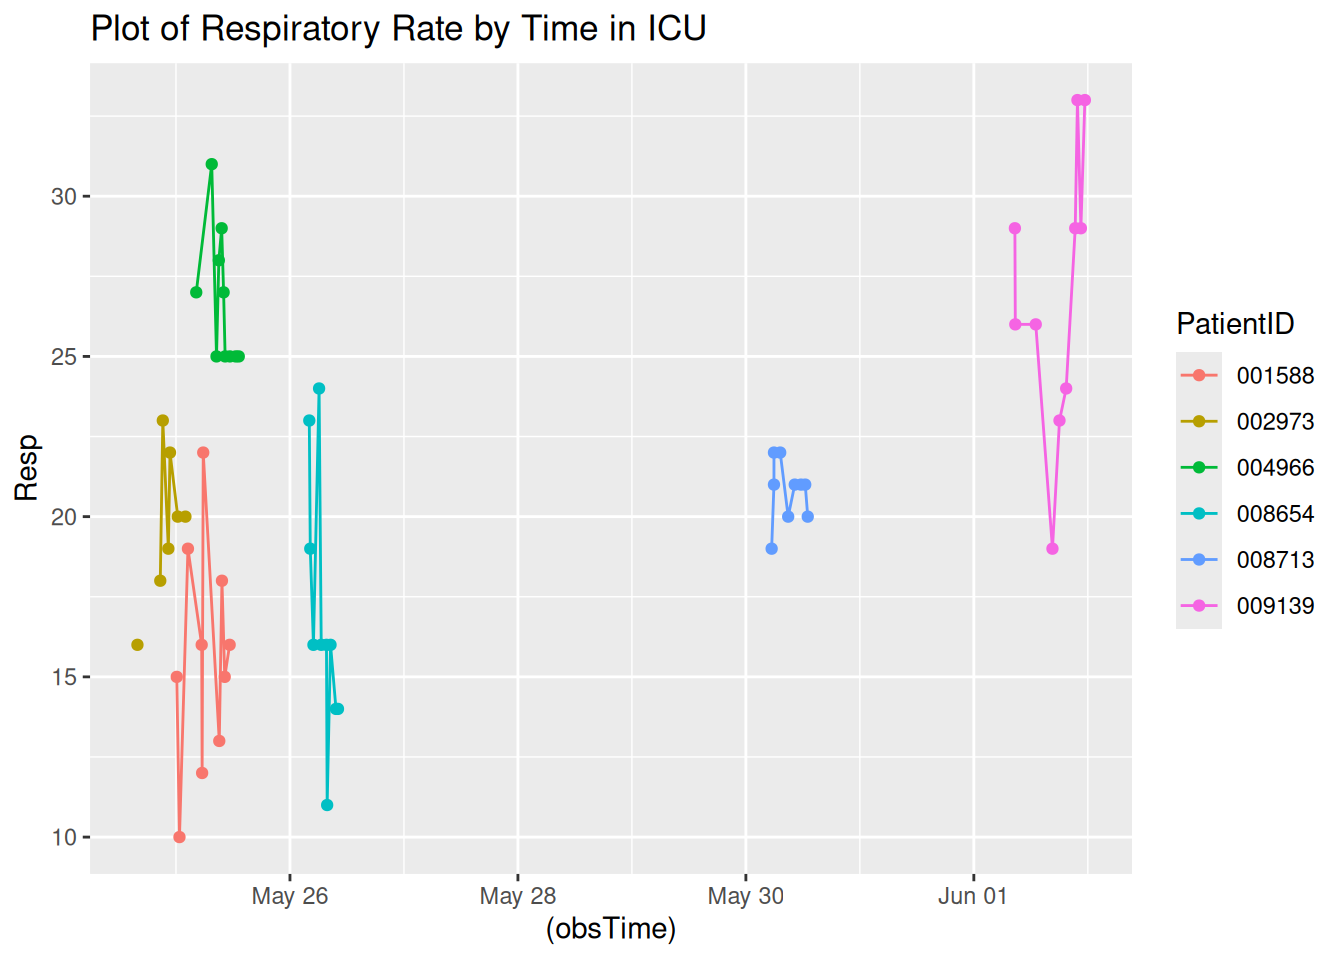 Plot of Respiratory Rate by Time in ICU
Resp
30
25
20
15
10
May 26
May 28
May 30
Jun 01
(obsTime)
PatientID
001588
002973
004966
008654
008713
009139